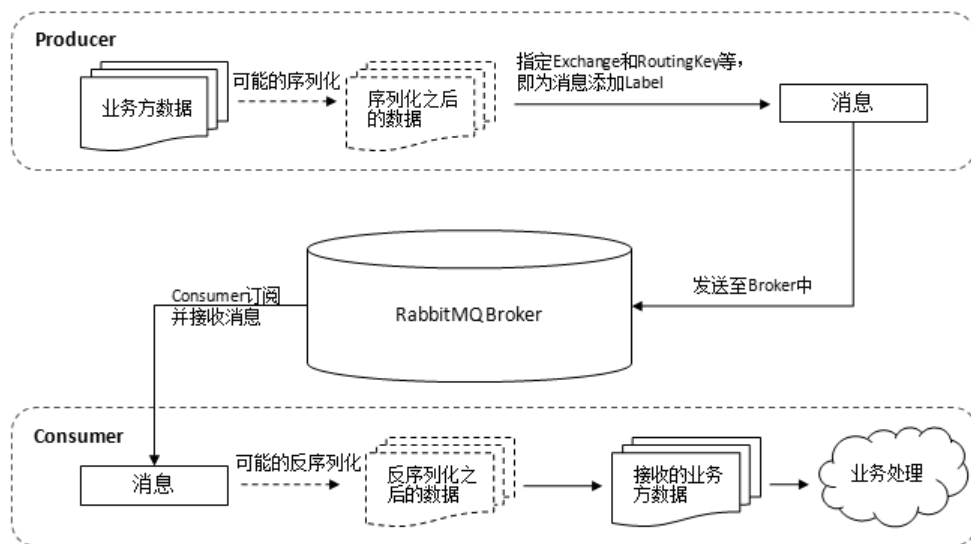 Producer
业务方数据
可能的序列化
序列化之后
的数据
指定Exchange和RoutingKey等，
即为消息添加Label
消息
发送至Broker中
RabbitMQ Broker
Consumer订阅
并接收消息
Consumer
消息
可能的反序列化
反序列化之
后的数据
接收的业务
方数据
业务处理